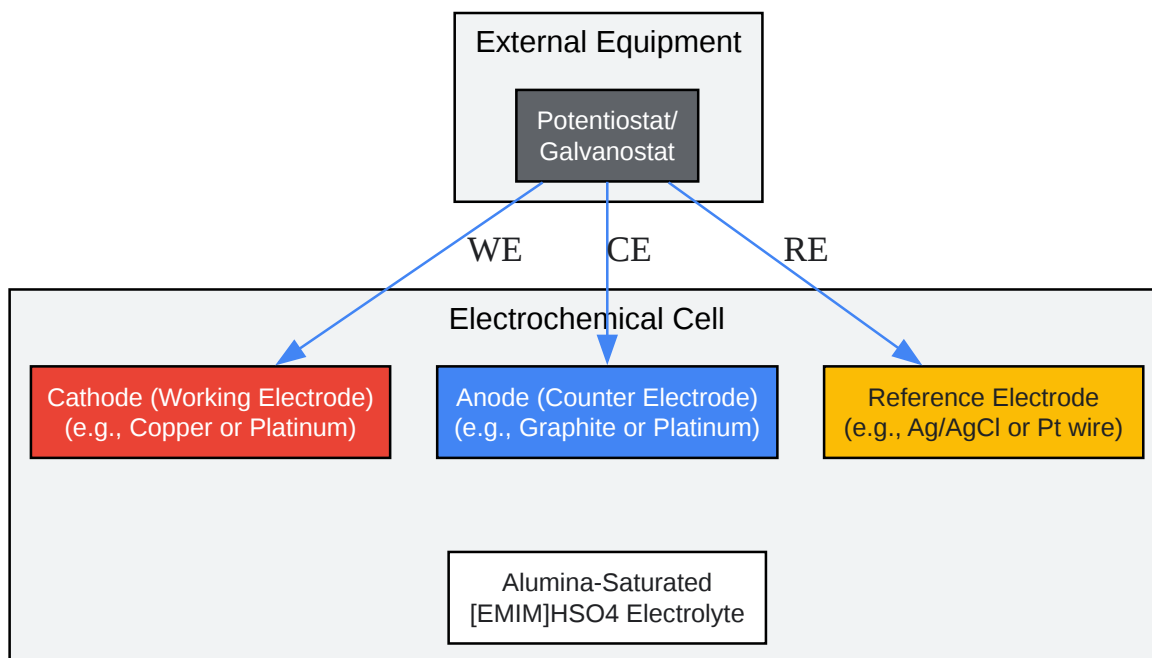 External Equipment
Potentiostat/
Galvanostat
WE
CE
RE
Electrochemical Cell
Cathode (Working Electrode)
(e.g., Copper or Platinum)
Anode (Counter Electrode)
(e.g., Graphite or Platinum)
Reference Electrode
(e.g., Ag/AgCl or Pt wire)
Alumina-Saturated
[EMIM]HSO4 Electrolyte